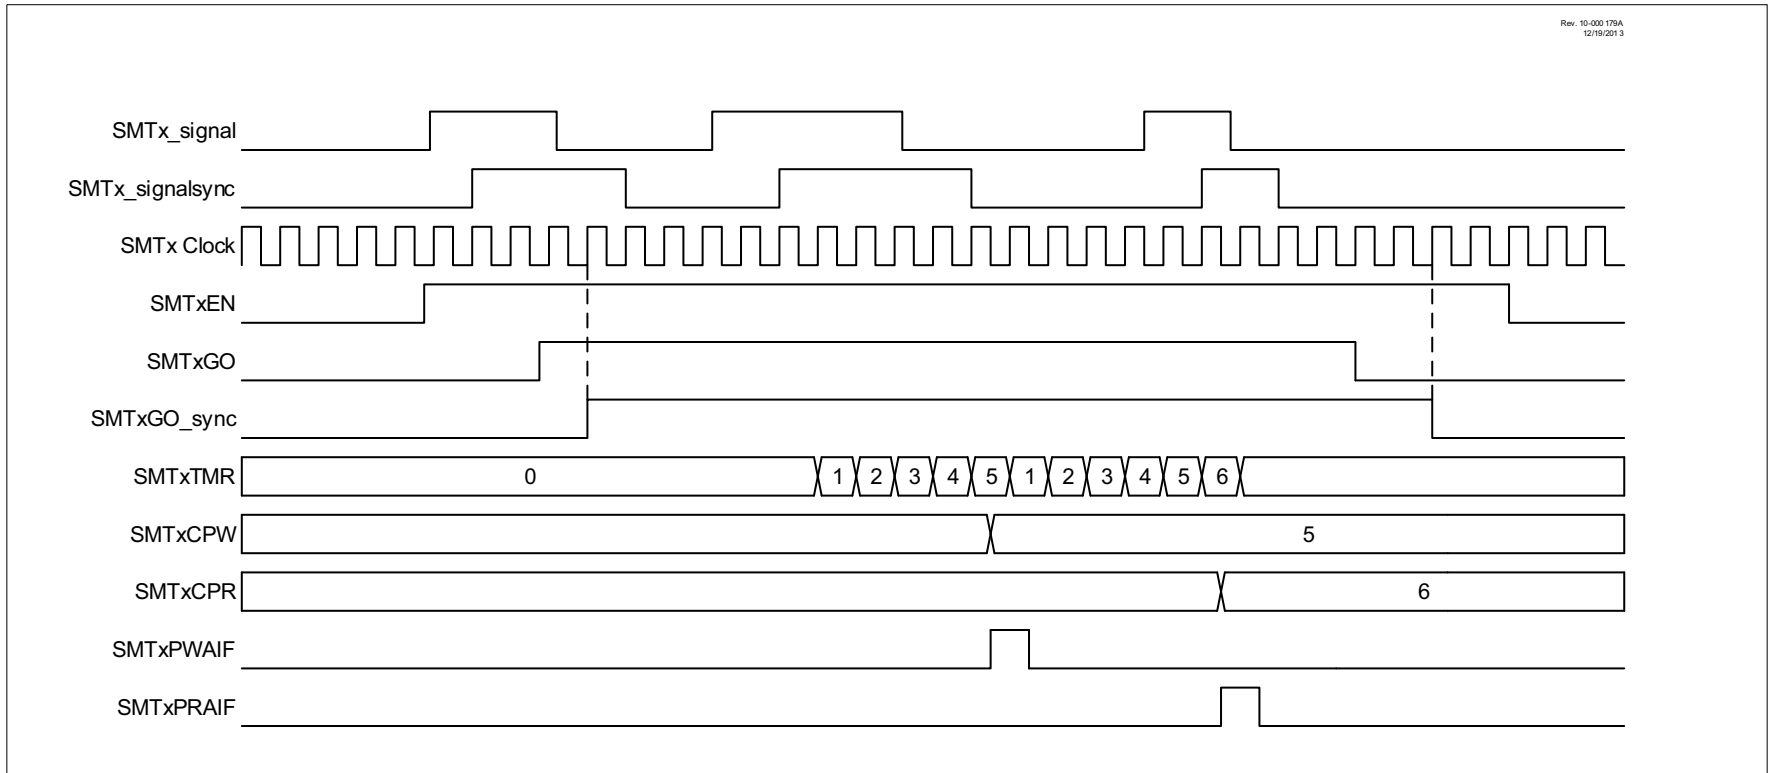 Rev. 10-000 179A
12/19/201 3
SMTx_signal
SMTx_signalsync
SMTx Clock
SMTxEN
SMTxGO
SMTxGO_sync
SMTxTMR 0 1 2 3 4 5 1 2 3 4 5 6
SMTxCPW 5
SMTxCPR 6
SMTxPWAIF
SMTxPRAIF